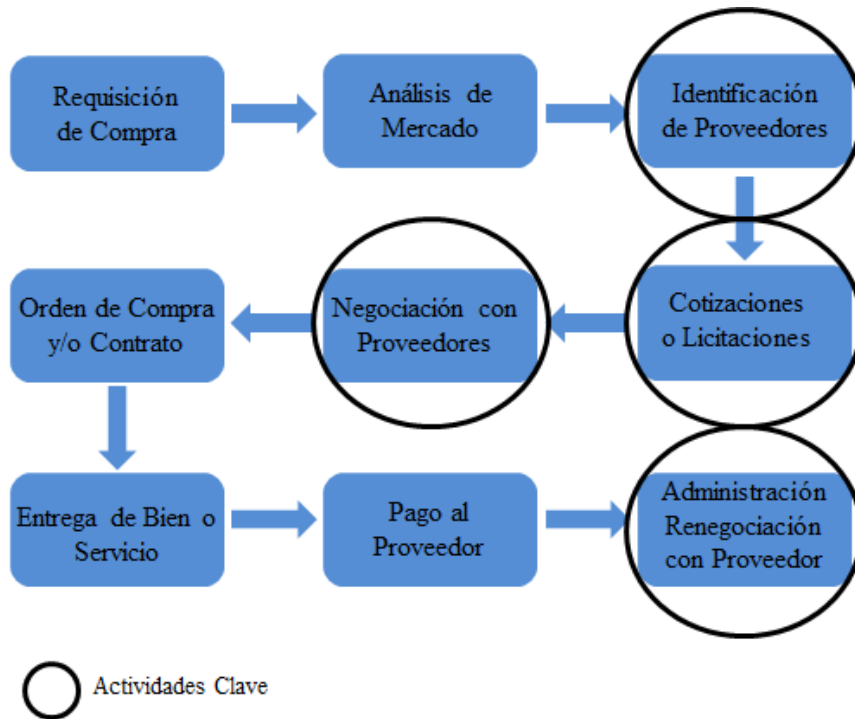 Requisición
de Compra
Análisis de
Mercado
Identificación
de Proveedores
Cotizaciones
o Licitaciones
Negociación con
Proveedores
Orden de Compra
y/o Contrato
Entrega de Bien o
Servicio
Pago al
Proveedor
Administración
Renegociación
con Proveedor
Actividades Clave